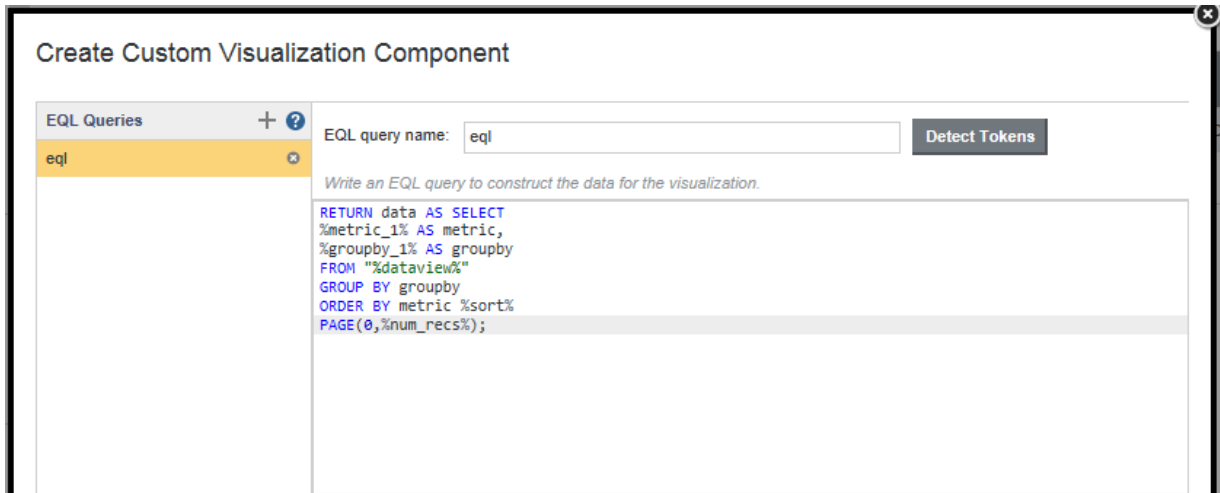 Create Custom Visualization Component
EQL Queries
eql
EQL query name: eql Detect Tokens
Write an EQL query to construct the data for the visualization.
RETURN data AS SELECT
%metric_1% AS metric,
%groupby_1% AS groupby
FROM "%dataview%"
GROUP BY groupby
ORDER BY metric %sort%
PAGE(0,%num_recs%);